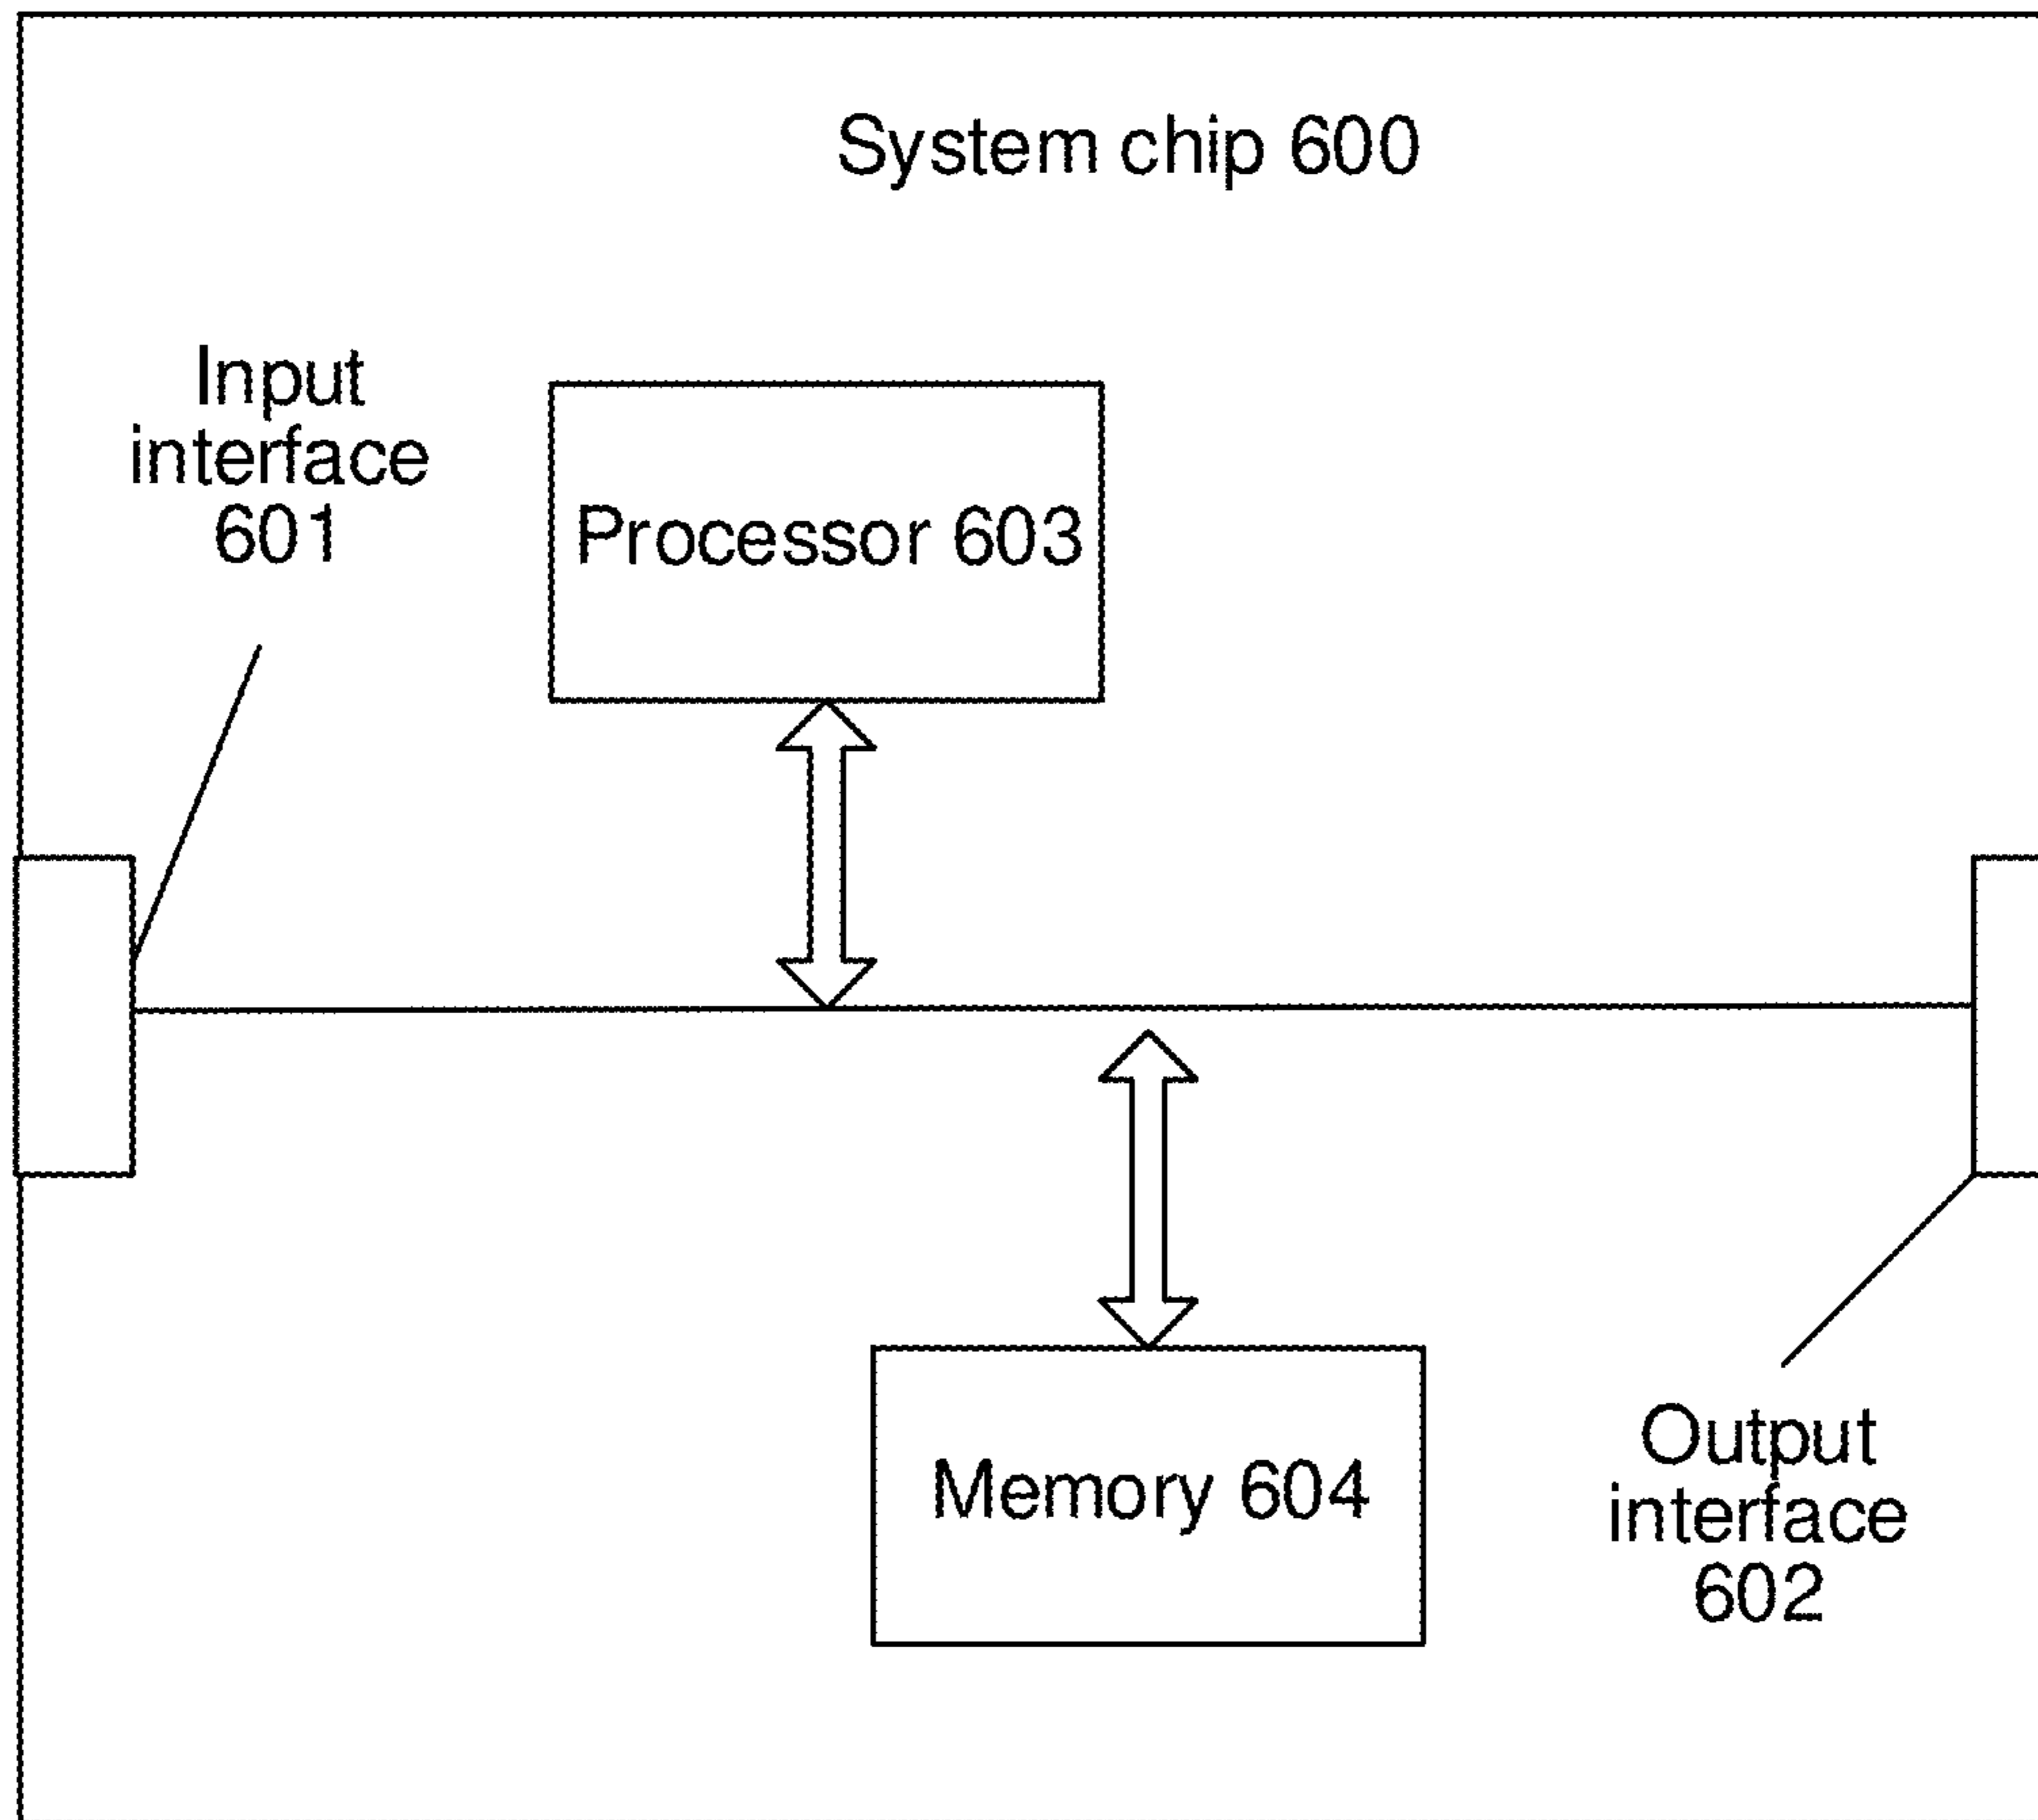 System chip 600
Input
interface
601
Processor 603
Memory 604
Output
interface
602